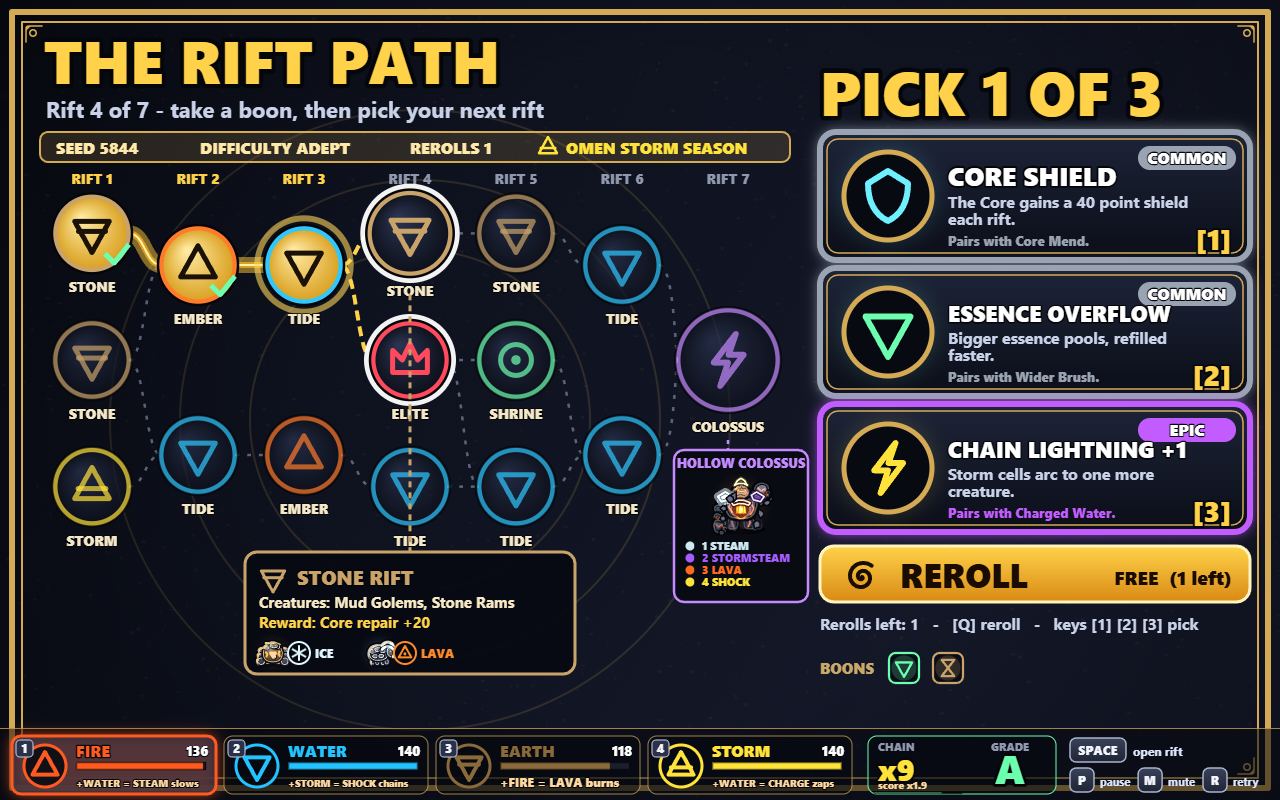 THE RIFT PATH
Rift 4 of 7 - take a boon, then pick your next rift
SEED 5844 DIFFICULTY ADEPT REROLLS 1 OMEN STORM SEASON
RIFT 1 RIFT 2 RIFT 3 RIFT 4 RIFT 5 RIFT 6 RIFT 7
STONE
STONE
STONE
EMBER
TIDE
TIDE
STONE
ELITE
SHRINE
COLOSSUS
TIDE
EMBER
TIDE
STORM
TIDE
TIDE
HOLLOW COLOSSUS
1 STEAM
2 STORMSTEAM
3 LAVA
4 SHOCK
STONE RIFT
Creatures: Mud Golems, Stone Rams
Reward: Core repair +20
ICE LAVA
PICK 1 OF 3
COMMON
CORE SHIELD
The Core gains a 40 point shield
each rift.
Pairs with Core Mend.
[1]
COMMON
ESSENCE OVERFLOW
Bigger essence pools, refilled
faster.
Pairs with Wider Brush.
[2]
EPIC
CHAIN LIGHTNING +1
Storm cells arc to one more
creature.
Pairs with Charged Water.
[3]
REROLL FREE (1 left)
Rerolls left: 1 - [Q] reroll - keys [1] [2] [3] pick
BOONS
1 FIRE 136
+WATER = STEAM slows
2 WATER 140
+STORM = SHOCK chains
3 EARTH 118
+FIRE = LAVA burns
4 STORM 140
+WATER = CHARGE zaps
CHAIN
x9
score x1.9
GRADE
A
SPACE open rift
P pause M mute R retry